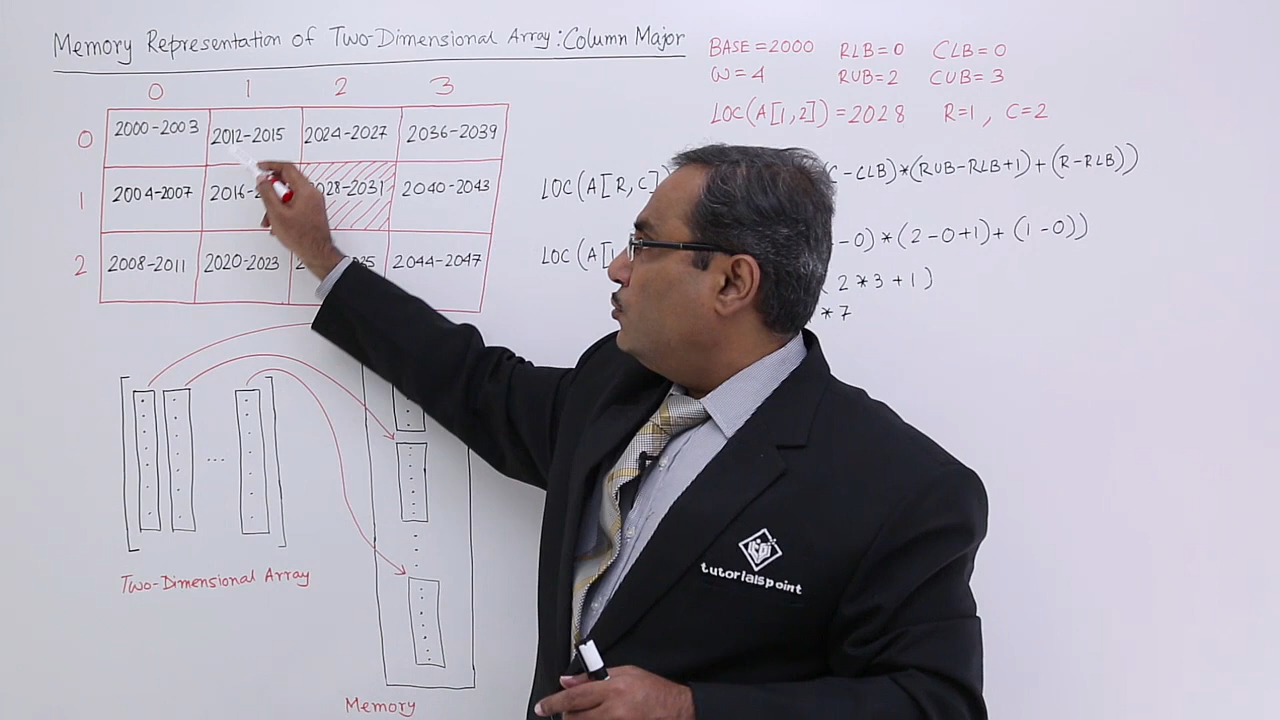 Memory Representation of Two-Dimensional Array: Column Major
BASE=2000 RLB=0 CLB=0
W=4 RUB=2 CUB=3
LOC(A[1,2])=2028 R=1, C=2
0 1 2 3
0 2000-2003 2012-2015 2024-2027 2036-2039
1 2004-2007 2016-2 028-2031 2040-2043
2 2008-2011 2020-2023 2 2044-2047
LOC(A[R,C] C-CLB)*(RUB-RLB+1)+(R-RLB))
LOC(A[1 -0)*(2-0+1)+(1-0))
2*3+1)
*7
...
Two-Dimensional Array
Memory
tutorialspoint